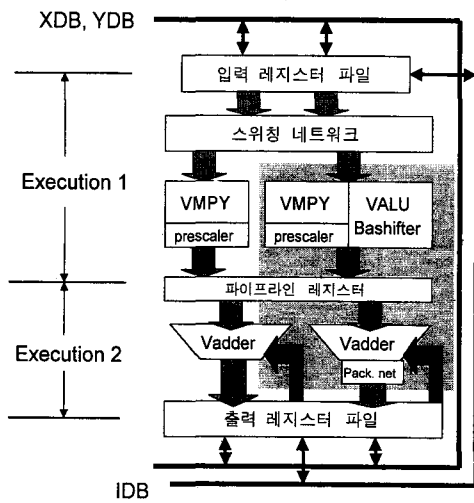 XDB, YDB
입력 레지스터 파일
스위칭 네트워크
Execution 1
VMPY
prescaler
VMPY
prescaler
VALU
Bashifter
파이프라인 레지스터
Execution 2
Vadder
Vadder
Pack. net
출력 레지스터 파일
IDB